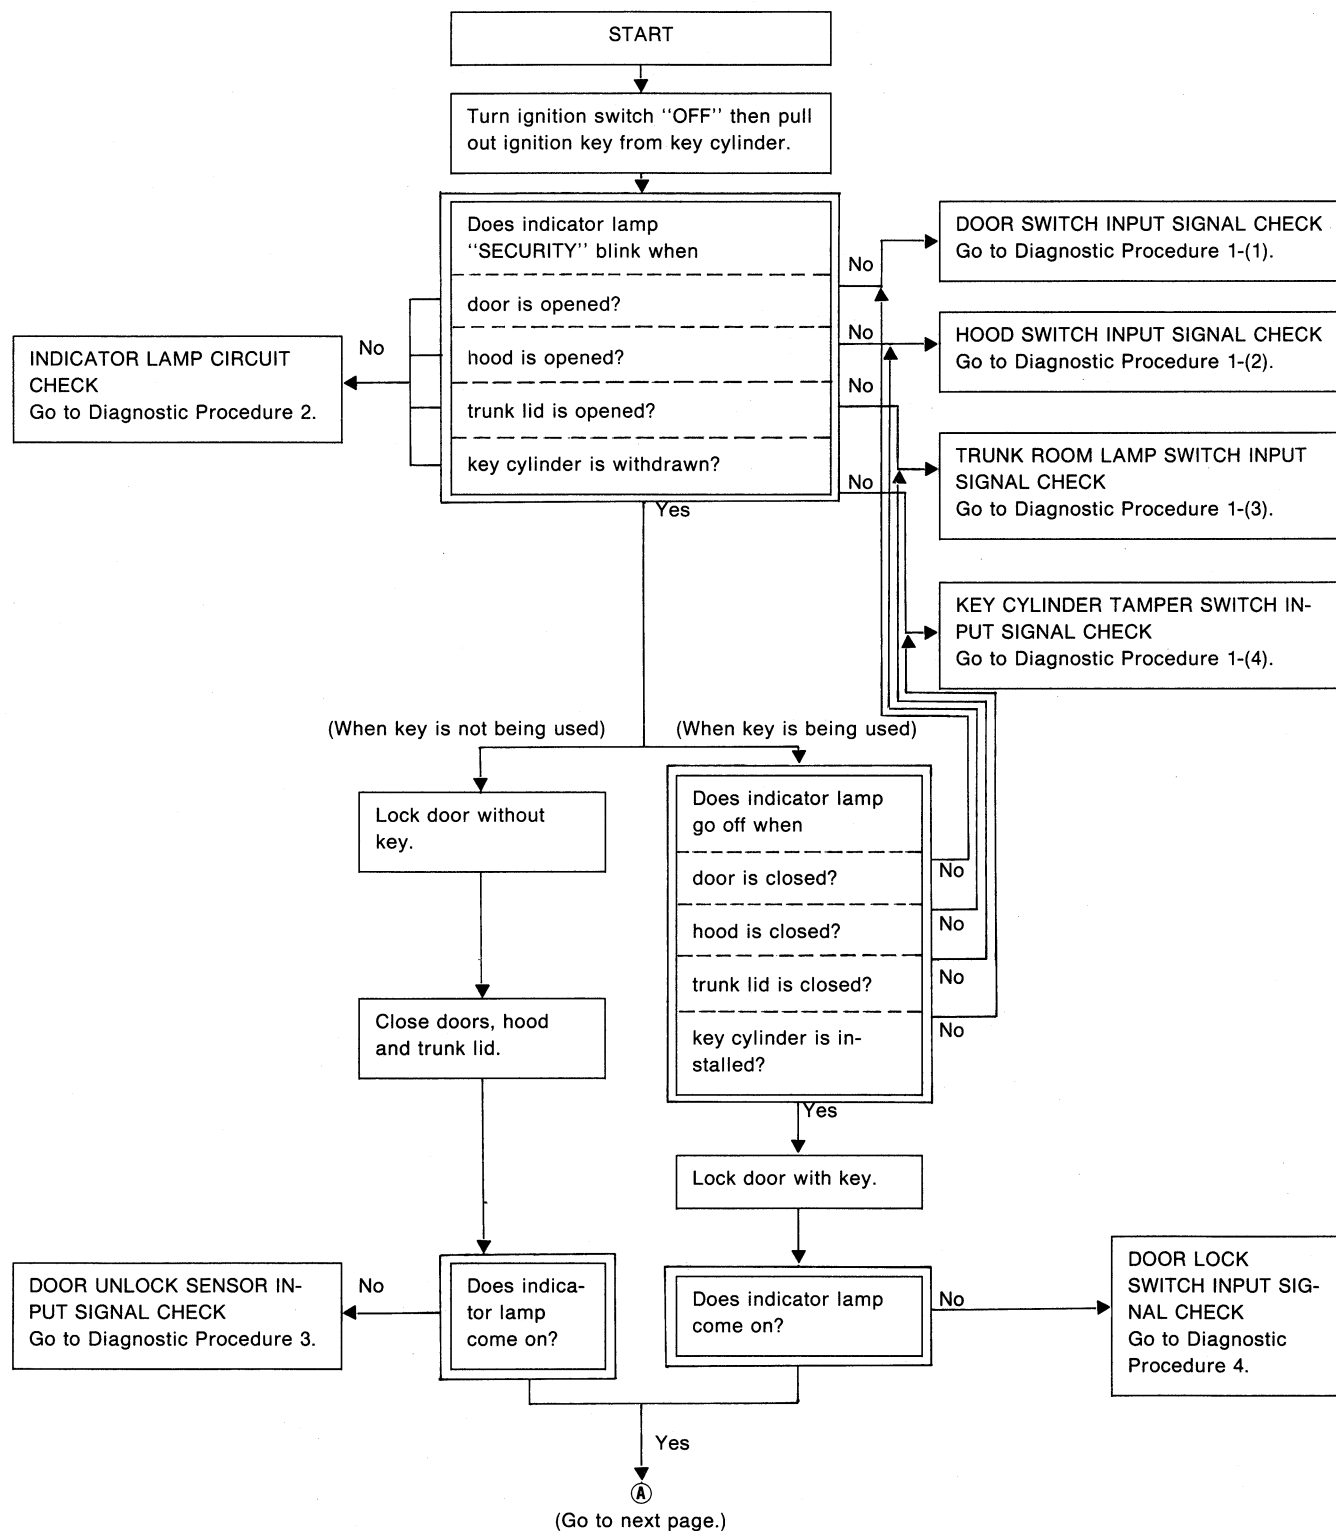 START
Turn ignition switch "OFF" then pull
out ignition key from key cylinder.
Does indicator lamp
"SECURITY" blink when
door is opened?
hood is opened?
trunk lid is opened?
key cylinder is withdrawn?
No
INDICATOR LAMP CIRCUIT
CHECK
Go to Diagnostic Procedure 2.
No
DOOR SWITCH INPUT SIGNAL CHECK
Go to Diagnostic Procedure 1-(1).
No
HOOD SWITCH INPUT SIGNAL CHECK
Go to Diagnostic Procedure 1-(2).
No
TRUNK ROOM LAMP SWITCH INPUT
SIGNAL CHECK
Go to Diagnostic Procedure 1-(3).
No
KEY CYLINDER TAMPER SWITCH IN-
PUT SIGNAL CHECK
Go to Diagnostic Procedure 1-(4).
Yes
(When key is not being used)
(When key is being used)
Lock door without
key.
Close doors, hood
and trunk lid.
Does indicator lamp
go off when
door is closed?
hood is closed?
trunk lid is closed?
key cylinder is in-
stalled?
No
No
No
No
Yes
Lock door with key.
DOOR UNLOCK SENSOR IN-
PUT SIGNAL CHECK
Go to Diagnostic Procedure 3.
No
Does indica-
tor lamp
come on?
Does indicator lamp
come on?
No
DOOR LOCK
SWITCH INPUT SIG-
NAL CHECK
Go to Diagnostic
Procedure 4.
Yes
A
(Go to next page.)